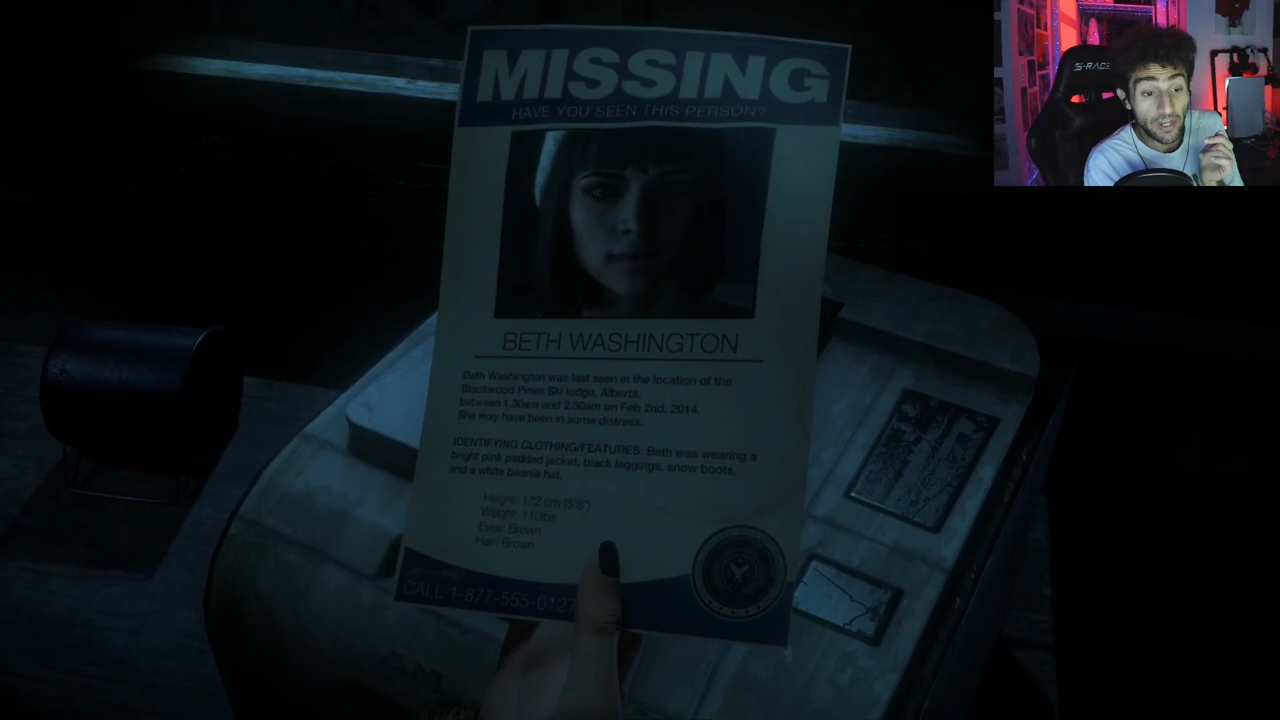 MISSING
HAVE YOU SEEN THIS PERSON?
BETH WASHINGTON
Beth Washington was last seen in the location of the
Blackwood Pines Ski lodge, Alberta,
between 1.30am and 2.30am on Feb 2nd, 2014.
She may have been in some distress.
IDENTIFYING CLOTHING/FEATURES: Beth was wearing a
bright pink padded jacket, black leggings, snow boots,
and a white beanie hat.
Height: 172 cm (5'6")
Weight: 110lbs
Eyes: Brown
Hair: Brown
CALL 1-877-555-0127